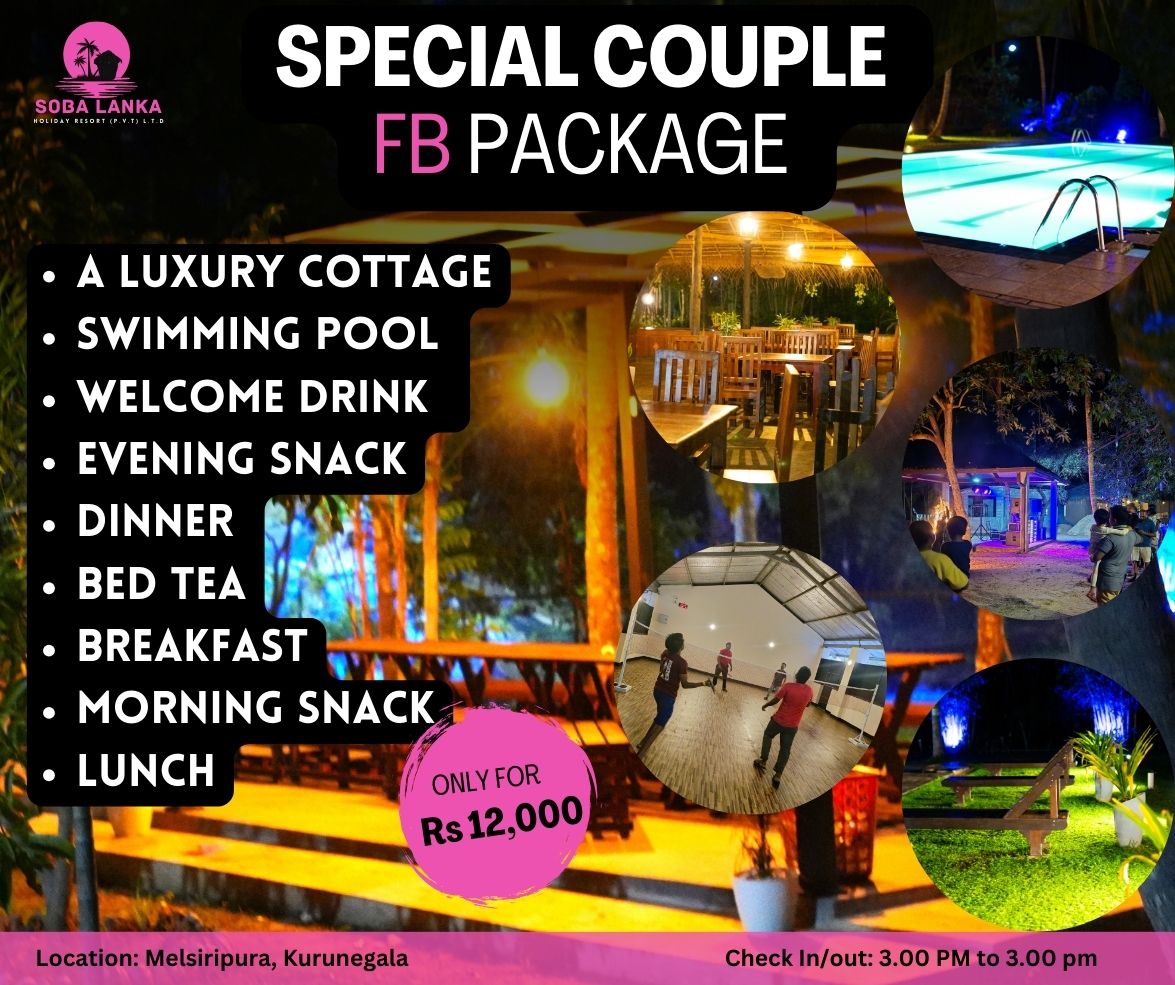 SOBA LANKA
HOLIDAY RESORT (P.V.T) L.T.D
SPECIAL COUPLE
FB PACKAGE
• A LUXURY COTTAGE
• SWIMMING POOL
• WELCOME DRINK
• EVENING SNACK
• DINNER
• BED TEA
• BREAKFAST
• MORNING SNACK
• LUNCH
ONLY FOR
Rs 12,000
Location: Melsiripura, Kurunegala
Check In/out: 3.00 PM to 3.00 pm